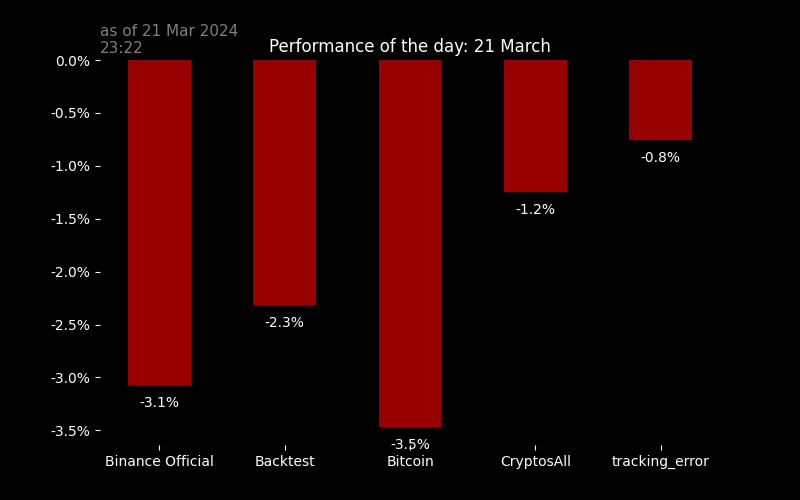 as of 21 Mar 2024
23:22
Performance of the day: 21 March
0.0%
-0.5%
-1.0%
-1.5%
-2.0%
-2.5%
-3.0%
-3.5%
-3.1%
-2.3%
-3.5%
-1.2%
-0.8%
Binance Official
Backtest
Bitcoin
CryptosAll
tracking_error